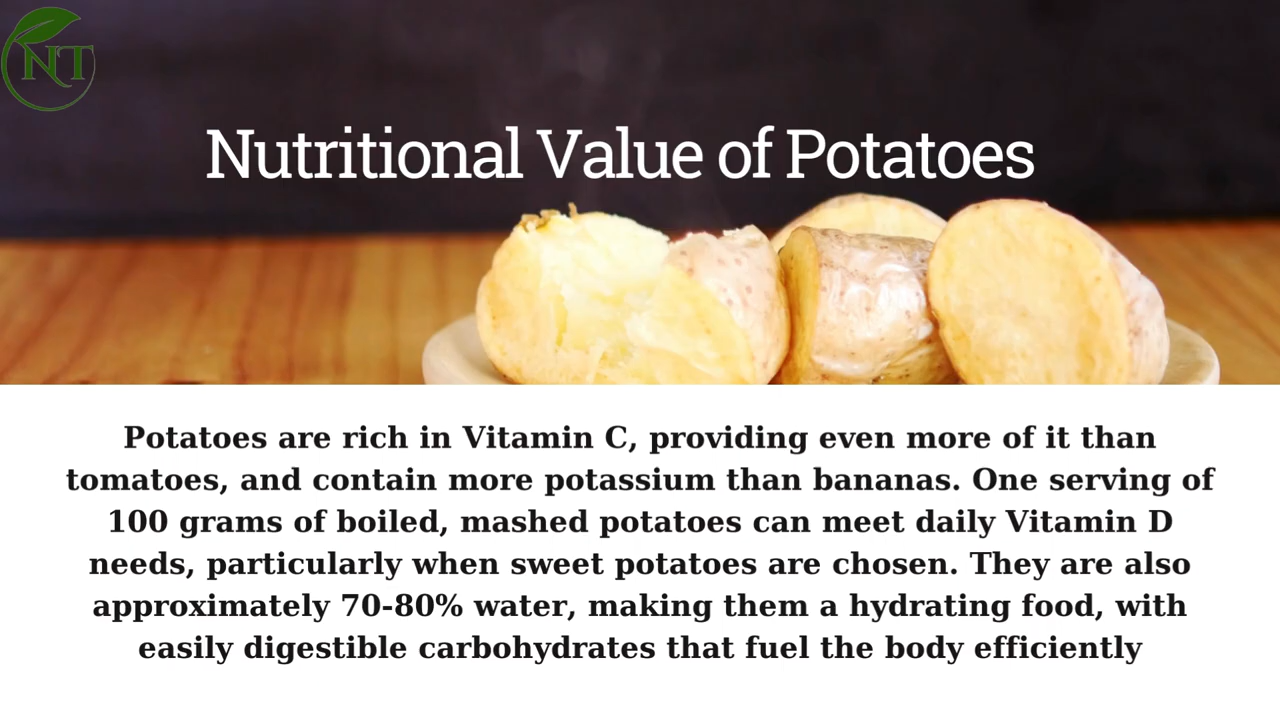 NT
Nutritional Value of Potatoes
Potatoes are rich in Vitamin C, providing even more of it than
tomatoes, and contain more potassium than bananas. One serving of
100 grams of boiled, mashed potatoes can meet daily Vitamin D
needs, particularly when sweet potatoes are chosen. They are also
approximately 70-80% water, making them a hydrating food, with
easily digestible carbohydrates that fuel the body efficiently